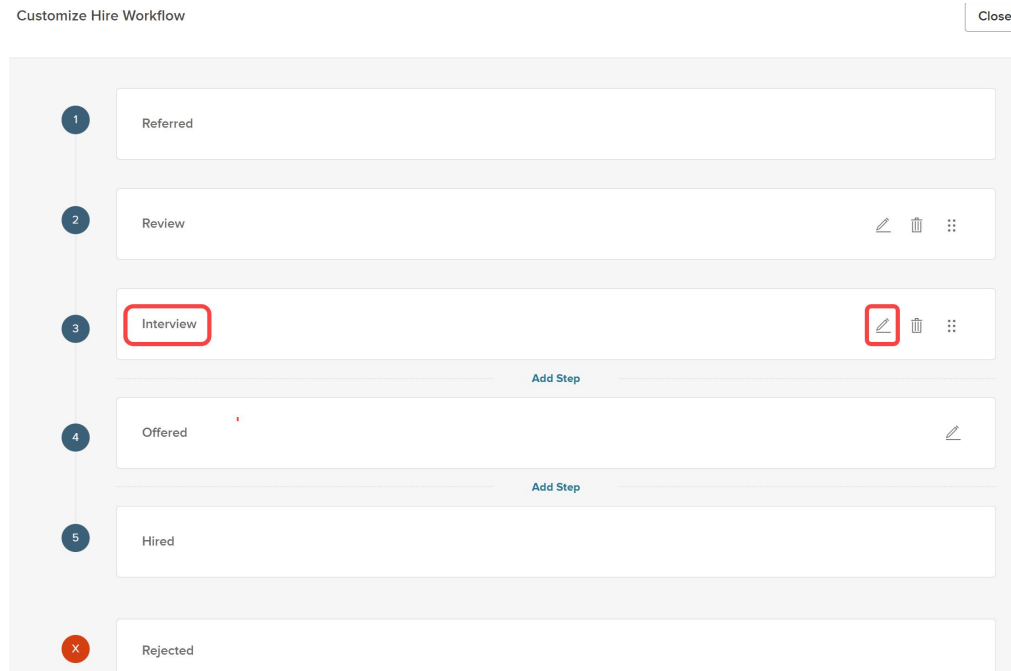 Customize Hire Workflow
Close
1
Referred
2
Review
3
Interview
Add Step
4
Offered
Add Step
5
Hired
X
Rejected